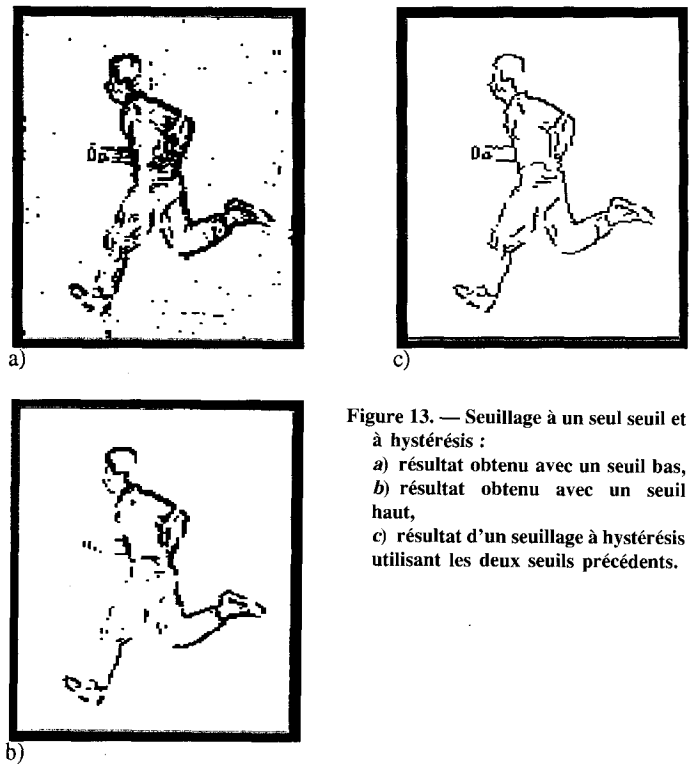 a)
c)
Figure 13. — Seuillage à un seul seuil et
à hystérésis :
a) résultat obtenu avec un seuil bas,
b) résultat obtenu avec un seuil
haut,
c) résultat d'un seuillage à hystérésis
utilisant les deux seuils précédents.
b)